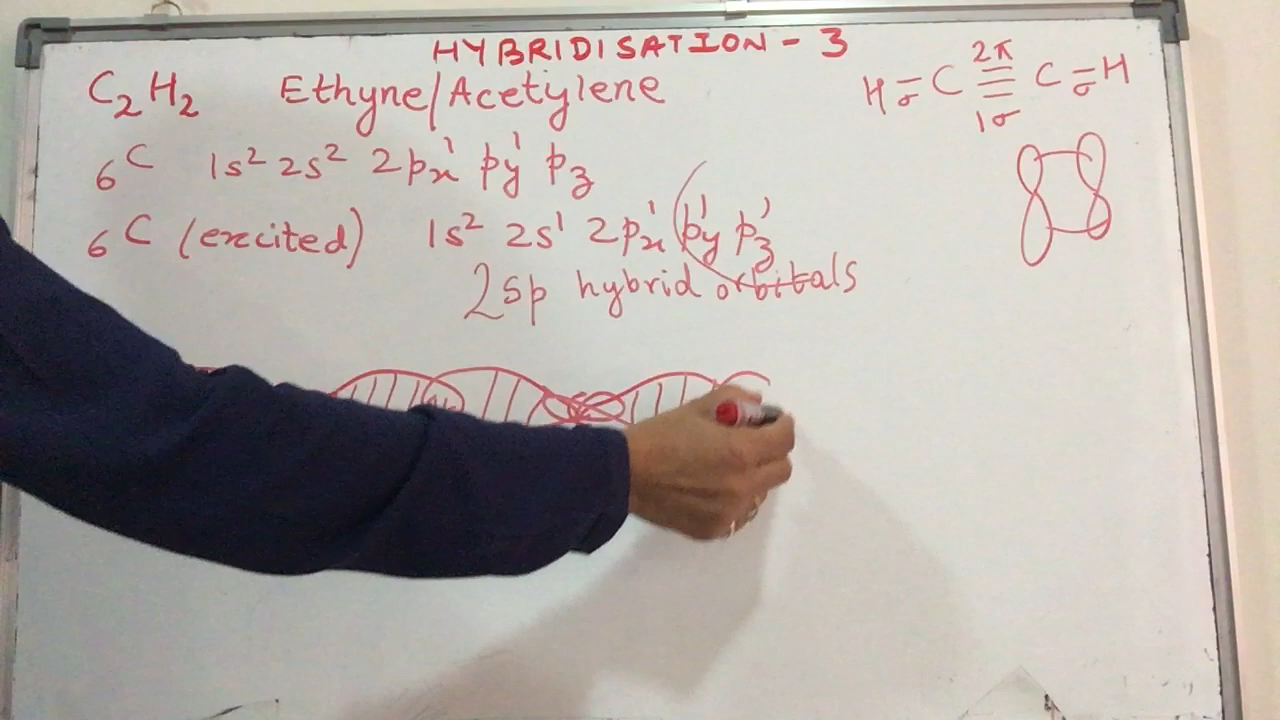 HYBRIDISATION - 3
C₂H₂ Ethyne/Acetylene
H =σ C ≡ C =σ H
2π
1σ
₆C 1s² 2s² 2px¹ py¹ pz
₆C (excited) 1s² 2s¹ 2px¹ (py¹ pz¹
2sp hybrid orbitals